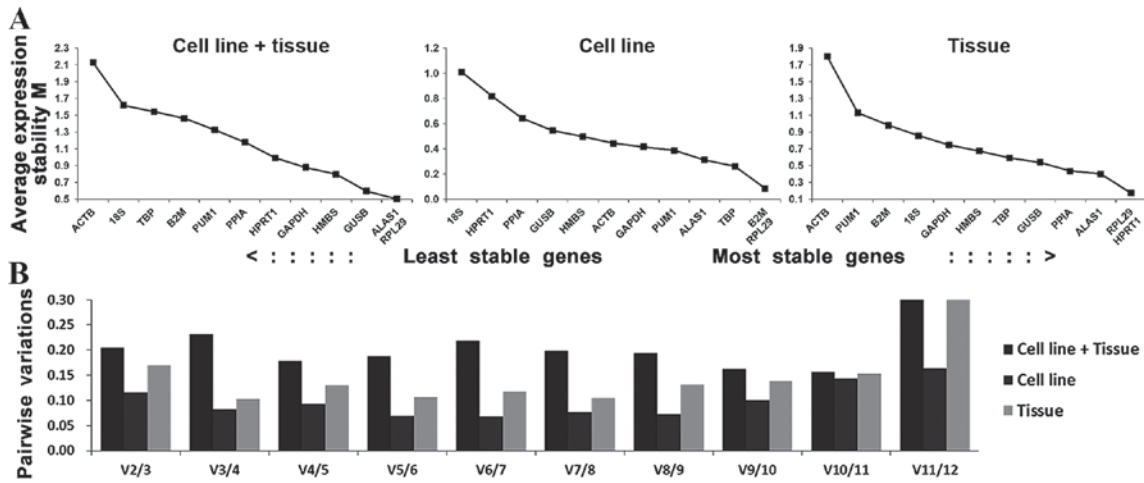 A
Cell line + tissue
Cell line
Tissue
Average expression
stability M
2.3
2.1
1.9
1.7
1.5
1.3
1.1
0.9
0.7
0.5
ACTB
18S
TBP
B2M
PUM1
PPIA
HPRT1
GAPDH
HMBS
GUSB
ALAS1
RPL29
1.2
1.0
0.8
0.6
0.4
0.2
0.0
18S
HPRT1
PPIA
GUSB
HMBS
ACTB
GAPDH
PUM1
ALAS1
TBP
B2M
RPL29
1.9
1.7
1.5
1.3
1.1
0.9
0.7
0.5
0.3
0.1
ACTB
PUM1
B2M
18S
GAPDH
HMBS
TBP
GUSB
PPIA
ALAS1
RPL29
HPRT1
< : : : : : Least stable genes Most stable genes : : : : : >
B
Pairwise variations
0.30
0.25
0.20
0.15
0.10
0.05
0.00
V2/3 V3/4 V4/5 V5/6 V6/7 V7/8 V8/9 V9/10 V10/11 V11/12
Cell line + Tissue
Cell line
Tissue